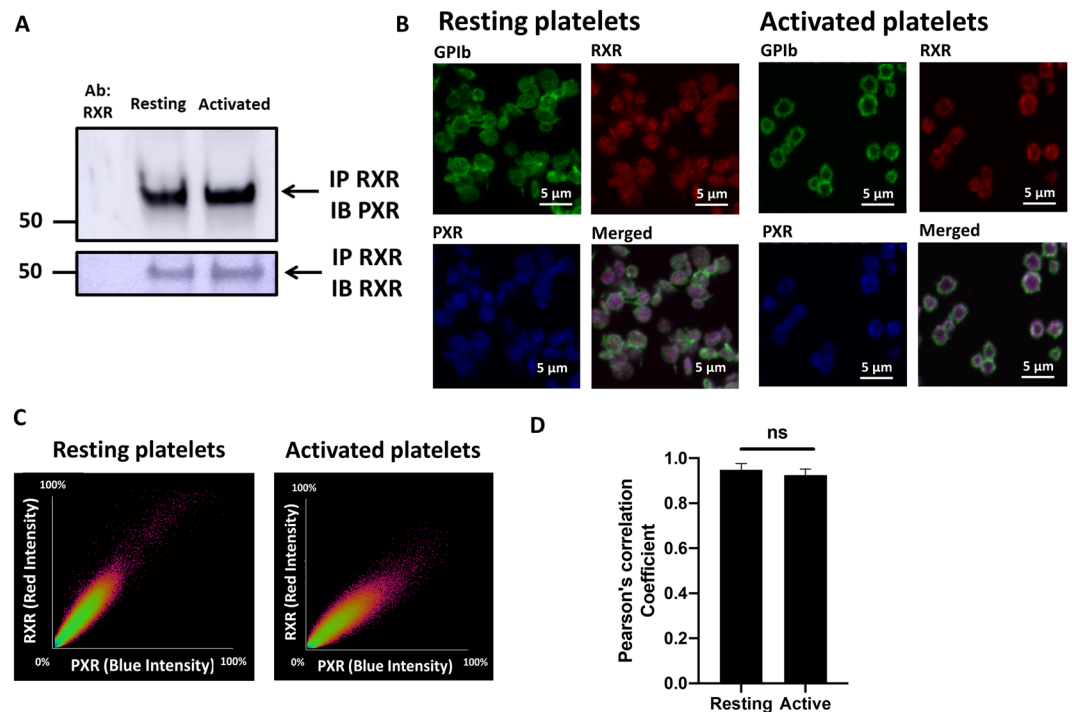 A
Ab:
RXR
Resting
Activated
50
IP RXR
IB PXR
50
IP RXR
IB RXR
B
Resting platelets
Activated platelets
GPIb
RXR
GPIb
RXR
5 µm
5 µm
5 µm
5 µm
PXR
Merged
PXR
Merged
5 µm
5 µm
5 µm
5 µm
C
Resting platelets
Activated platelets
100%
RXR (Red Intensity)
0%
PXR (Blue Intensity)
100%
100%
RXR (Red Intensity)
0%
PXR (Blue Intensity)
100%
D
ns
Pearson's correlation
Coefficient
1.0
0.8
0.6
0.4
0.2
0.0
Resting
Active